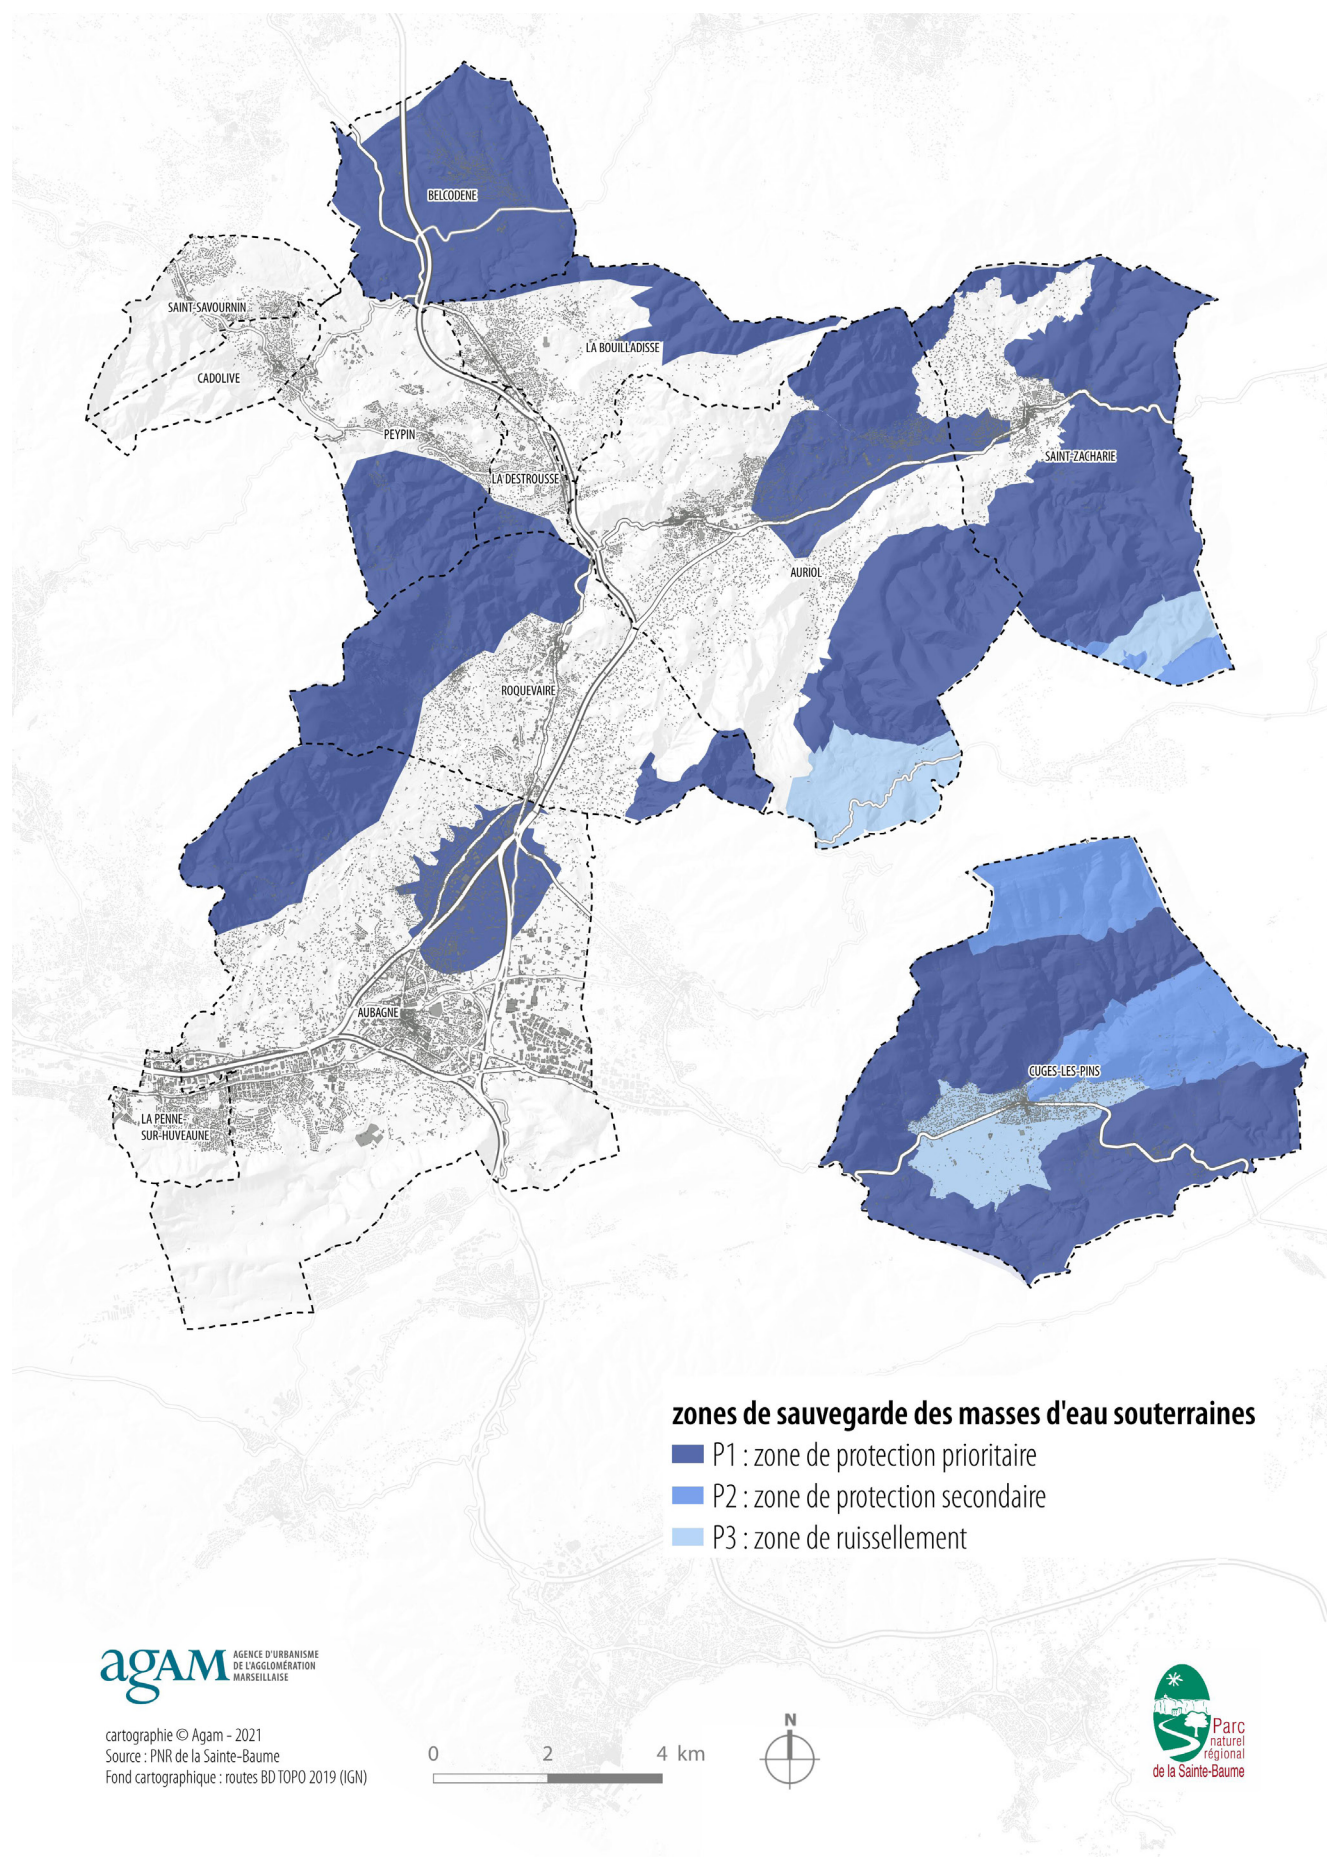 BELCODENE
SAINT-SAVOURNIN
LA BOUILLADISSE
CADOLIVE
PEYPIN
SAINT-ZACHARIE
LA DESTROUSSE
AURIOL
ROQUEVAIRE
AUBAGNE
CUGES-LES-PINS
LA PENNE-
SUR-HUVEAUNE
zones de sauvegarde des masses d'eau souterraines
P1 : zone de protection prioritaire
P2 : zone de protection secondaire
P3 : zone de ruissellement
agAM
AGENCE D'URBANISME
DE L'AGGLOMÉRATION
MARSEILLAISE
cartographie © Agam - 2021
Source : PNR de la Sainte-Baume
Fond cartographique : routes BD TOPO 2019 (IGN)
0 2 4 km
N
Parc
naturel
régional
de la Sainte-Baume